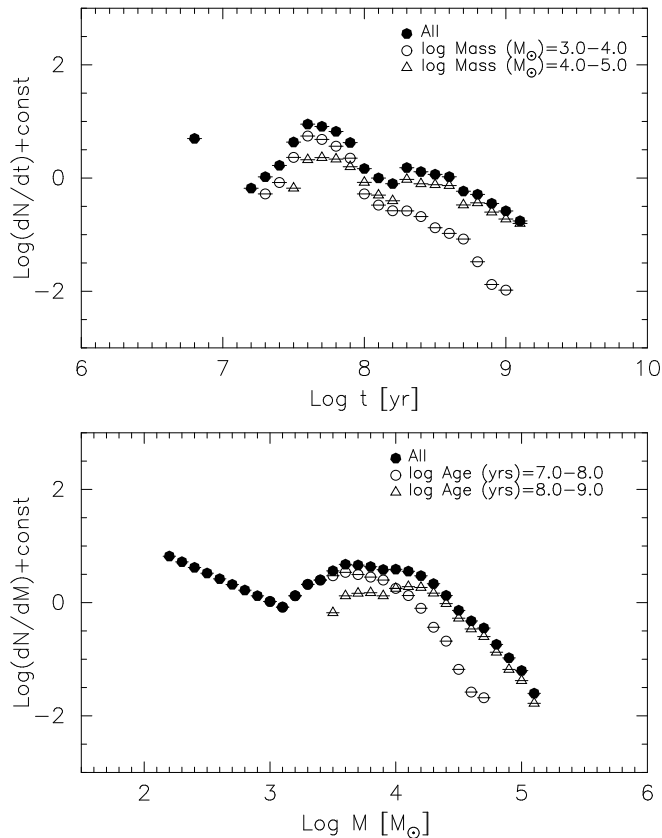 All
log Mass (M⊙)=3.0−4.0
log Mass (M⊙)=4.0−5.0
2
0
−2
Log(dN/dt)+const
6
7
8
9
10
Log t [yr]
All
log Age (yrs)=7.0−8.0
log Age (yrs)=8.0−9.0
2
0
−2
Log(dN/dM)+const
2
3
4
5
6
Log M [M⊙]